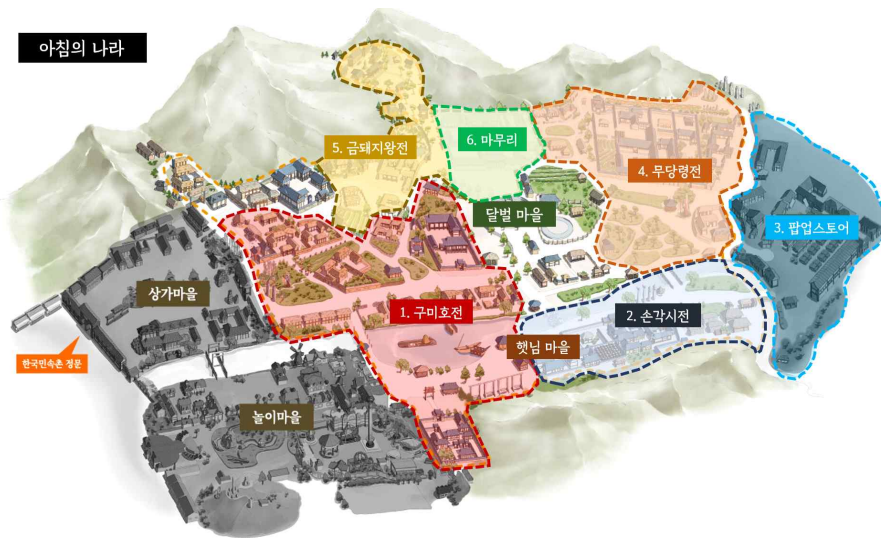 아침의 나라
5. 금돼지왕전
6. 마무리
4. 무당령전
달벌 마을
3. 팝업스토어
상가마을
1. 구미호전
2. 손각시전
햇님 마을
한국민속촌 정문
놀이마을